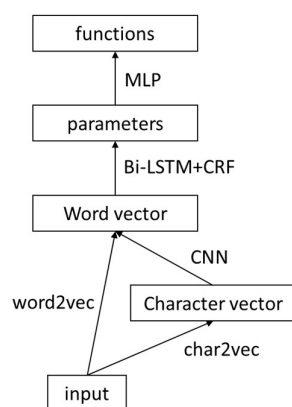 functions
MLP
parameters
Bi-LSTM+CRF
Word vector
CNN
word2vec
Character vector
char2vec
input